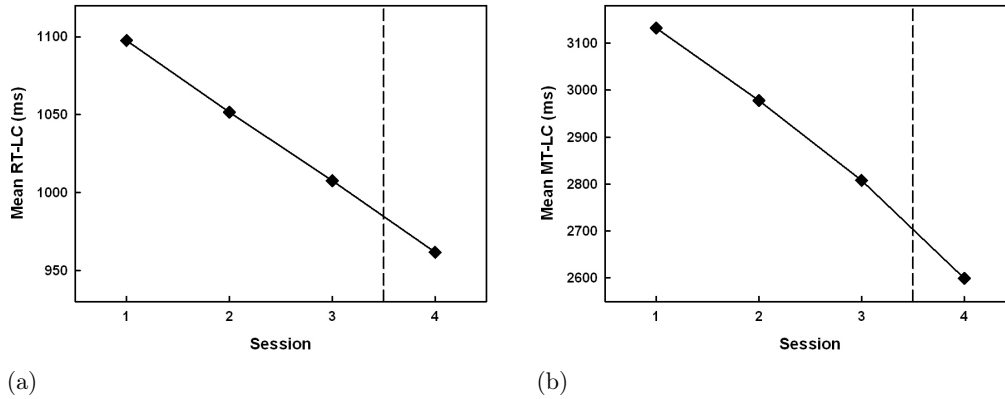 Mean RT-LC (ms)
1100
1050
1000
950
1 2 3 4
Session
(a)
Mean MT-LC (ms)
3100
3000
2900
2800
2700
2600
1 2 3 4
Session
(b)